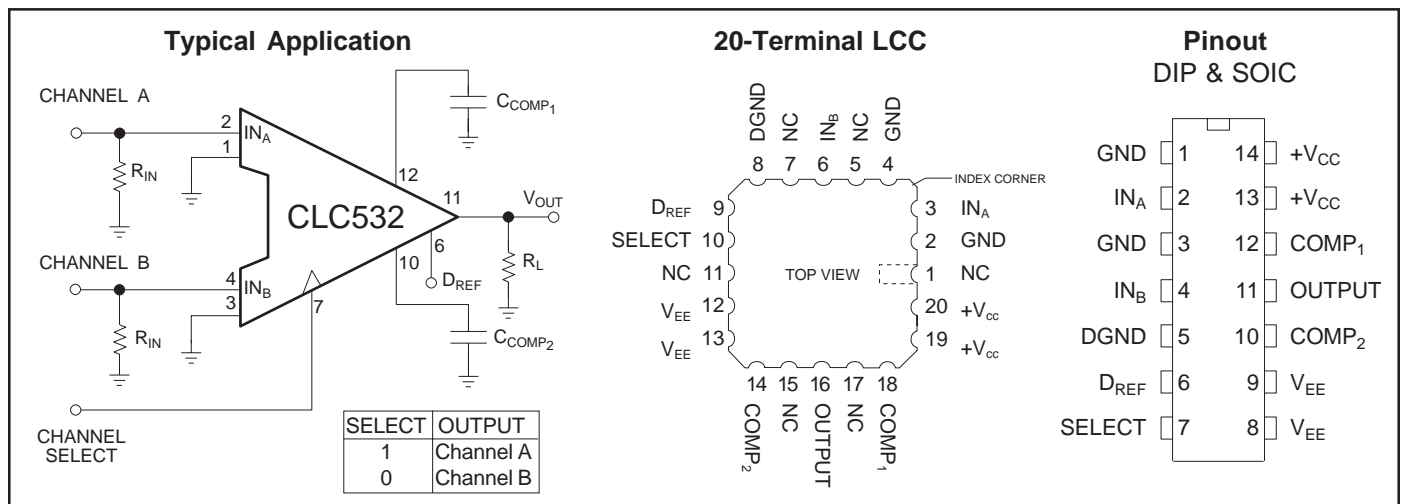 Typical Application
CHANNEL A
R_IN
2
IN_A
1
C_COMP1
12
CLC532
11
V_OUT
CHANNEL B
4
IN_B
3
R_IN
7
6
D_REF
10
R_L
C_COMP2
CHANNEL
SELECT
SELECT OUTPUT
1 Channel A
0 Channel B
20-Terminal LCC
DGND NC IN_B NC GND
8 7 6 5 4
INDEX CORNER
D_REF 9 3 IN_A
SELECT 10 2 GND
NC 11 TOP VIEW 1 NC
V_EE 12 20 +V_cc
V_EE 13 19 +V_cc
14 15 16 17 18
COMP_2 NC OUTPUT NC COMP_1
Pinout
DIP & SOIC
GND 1 14 +V_CC
IN_A 2 13 +V_CC
GND 3 12 COMP_1
IN_B 4 11 OUTPUT
DGND 5 10 COMP_2
D_REF 6 9 V_EE
SELECT 7 8 V_EE